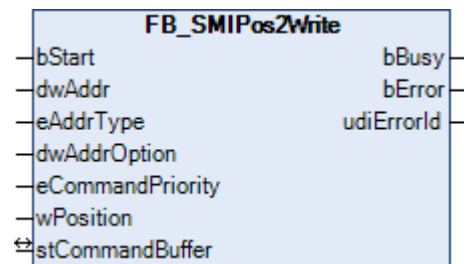 FB_SMIPos2Write
bStart bBusy
dwAddr bError
eAddrType udiErrorId
dwAddrOption
eCommandPriority
wPosition
stCommandBuffer